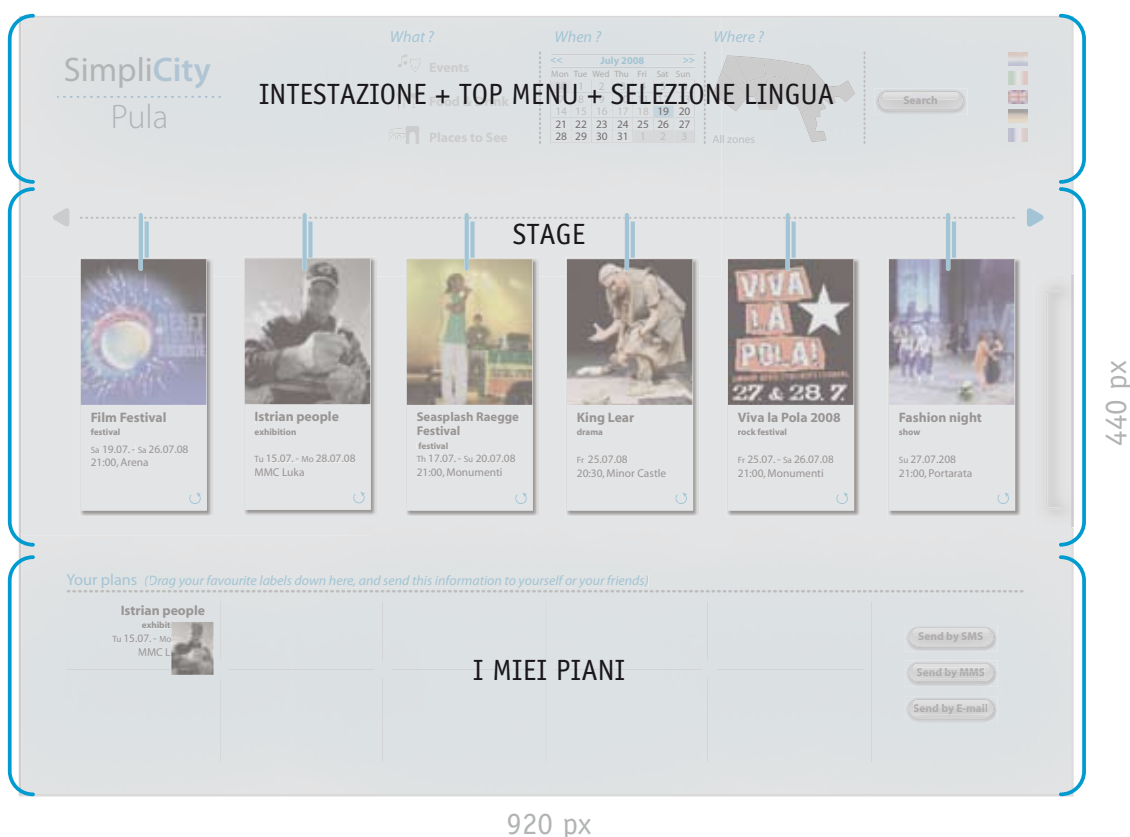 What ?
When ?
Where ?
SimpliCity
Pula
Events
Places to See
<< July 2008 >>
Mon Tue Wed Thu Fri Sat Sun
14 15 16 17 18 19 20
21 22 23 24 25 26 27
28 29 30 31 1 2 3
All zones
Search
INTESTAZIONE + TOP MENU + SELEZIONE LINGUA
STAGE
VIVA
LA
POLA!
27. & 28. 7.
Film Festival
festival
Sa 19.07. - Sa 26.07.08
21:00, Arena
Istrian people
exhibition
Tu 15.07. - Mo 28.07.08
MMC Luka
Seasplash Raegge
Festival
festival
Th 17.07. - Su 20.07.08
21:00, Monumenti
King Lear
drama
Fr 25.07.08
20:30, Minor Castle
Viva la Pola 2008
rock festival
Fr 25.07. - Sa 26.07.08
21:00, Monumenti
Fashion night
show
Su 27.07.208
21:00, Portarata
440 px
Your plans (Drag your favourite labels down here, and send this information to yourself or your friends)
Istrian people
exhibit
Tu 15.07. - Mo
MMC L
I MIEI PIANI
Send by SMS
Send by MMS
Send by E-mail
920 px